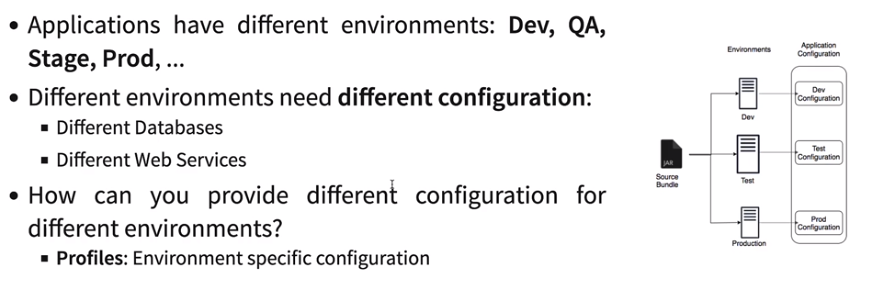 • Applications have different environments: Dev, QA,
Stage, Prod, ...
• Different environments need different configuration:
▪ Different Databases
▪ Different Web Services
• How can you provide different configuration for
different environments?
▪ Profiles: Environment specific configuration
Environments
Application
Configuration
Dev
Dev
Configuration
JAR
Source
Bundle
Test
Test
Configuration
Production
Prod
Configuration